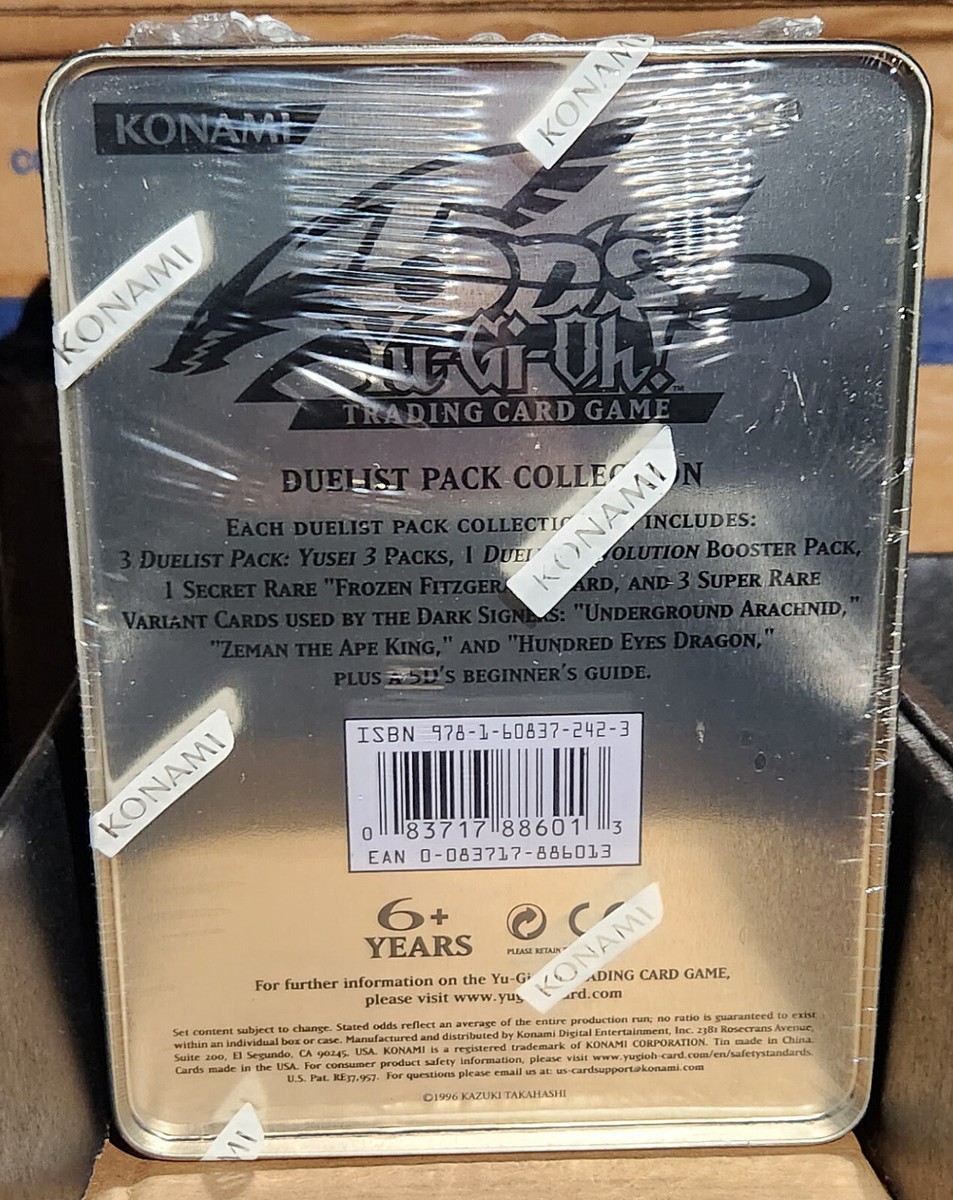 KONAMI
KONAMI
KONAMI
5D's
Yu-Gi-Oh!™
TRADING CARD GAME
DUELIST PACK COLLE N
KONAMI
EACH DUELIST PACK COLLECTI INCLUDES:
3 DUELIST PACK: YUSEI 3 PACKS, 1 DUEL OLUTION BOOSTER PACK,
1 SECRET RARE "FROZEN FITZGER ARD, AND 3 SUPER RARE
VARIANT CARDS USED BY THE DARK SIGNERS: "UNDERGROUND ARACHNID,"
"ZEMAN THE APE KING," AND "HUNDRED EYES DRAGON,"
PLUS A 5D'S BEGINNER'S GUIDE.
KONAMI
ISBN 978-1-60837-242-3
0 83717 88601 3
EAN 0-083717-886013
6+
YEARS
CE
PLEASE RETAIN
KONAMI
For further information on the Yu-Gi ADING CARD GAME,
please visit www.yug rd.com
Set content subject to change. Stated odds reflect an average of the entire production run; no ratio is guaranteed to exist
within an individual box or case. Manufactured and distributed by Konami Digital Entertainment, Inc. 2381 Rosecrans Avenue,
Suite 200, El Segundo, CA 90245, USA. KONAMI is a registered trademark of KONAMI CORPORATION. Tin made in China.
Cards made in the USA. For consumer product safety information, please visit www.yugioh-card.com/en/safetystandards.
U.S. Pat. RE37,957. For questions please email us at: us-cardsupport@konami.com
©1996 KAZUKI TAKAHASHI
MI